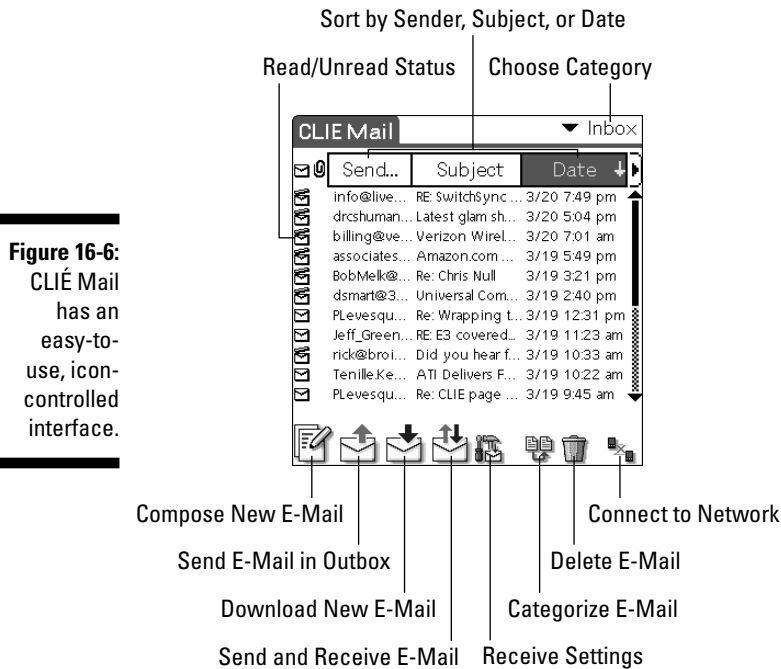 Sort by Sender, Subject, or Date
Read/Unread Status
Choose Category
CLIE Mail
Inbox
Send...
Subject
Date
info@live... RE: SwitchSync ... 3/20 7:49 pm
drcshuman... Latest glam sh... 3/20 5:04 pm
billing@ve... Verizon Wirel... 3/20 7:01 am
associates... Amazon.com ... 3/19 5:49 pm
BobMelk@... Re: Chris Null 3/19 3:21 pm
dsmart@3... Universal Com... 3/19 2:40 pm
PLevesqu... Re: Wrapping t... 3/19 12:31 pm
Jeff_Green... RE: E3 covered... 3/19 11:23 am
rick@broi... Did you hear f... 3/19 10:33 am
Tenille.Ke... ATI Delivers F... 3/19 10:22 am
PLevesqu... Re: CLIE page ... 3/19 9:45 am
Figure 16-6:
CLIÉ Mail
has an
easy-to-
use, icon-
controlled
interface.
Compose New E-Mail
Connect to Network
Send E-Mail in Outbox
Delete E-Mail
Download New E-Mail
Categorize E-Mail
Send and Receive E-Mail
Receive Settings